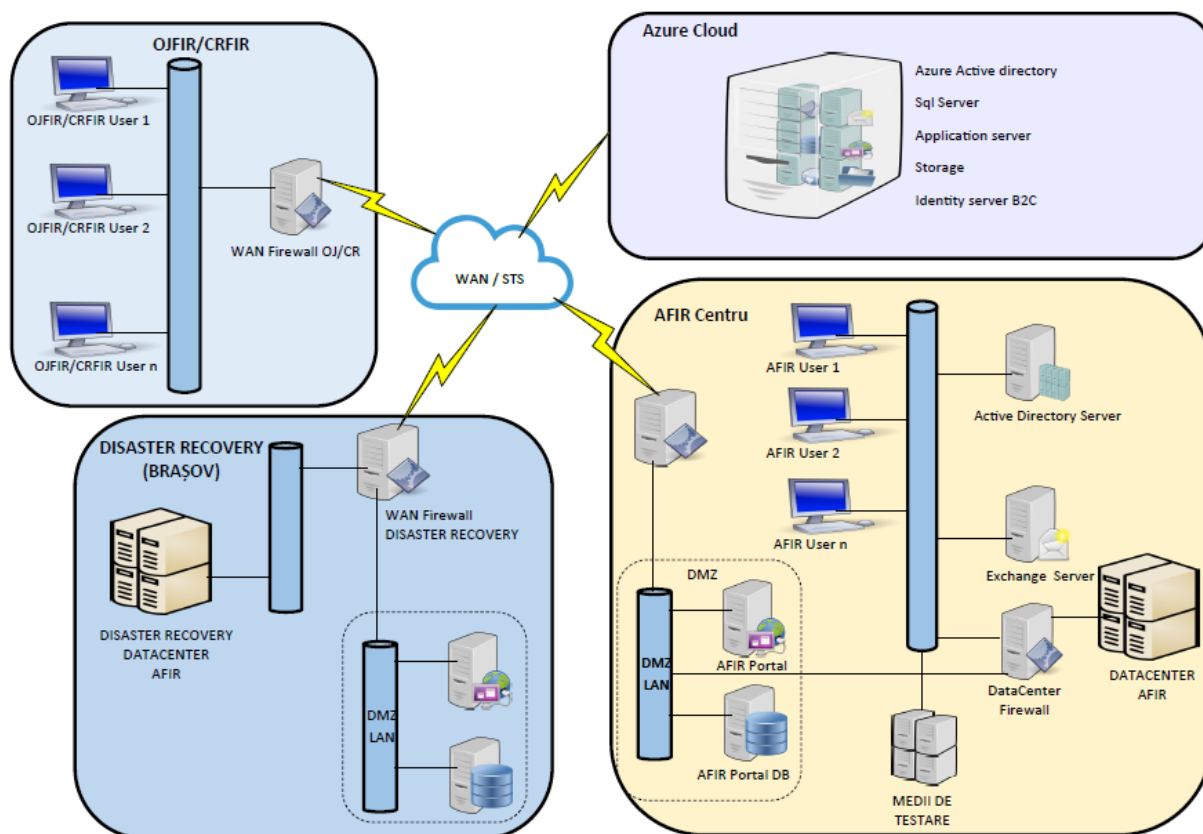 OJFIR/CRFIR
OJFIR/CRFIR User 1
OJFIR/CRFIR User 2
WAN Firewall OJ/CR
OJFIR/CRFIR User n
WAN / STS
Azure Cloud
Azure Active directory
Sql Server
Application server
Storage
Identity server B2C
DISASTER RECOVERY
(BRAȘOV)
WAN Firewall
DISASTER RECOVERY
DISASTER RECOVERY
DATACENTER
AFIR
DMZ
LAN
AFIR Centru
AFIR User 1
Active Directory Server
AFIR User 2
AFIR User n
Exchange Server
DMZ
AFIR Portal
DMZ
LAN
DataCenter
Firewall
DATACENTER
AFIR
AFIR Portal DB
MEDII DE
TESTARE